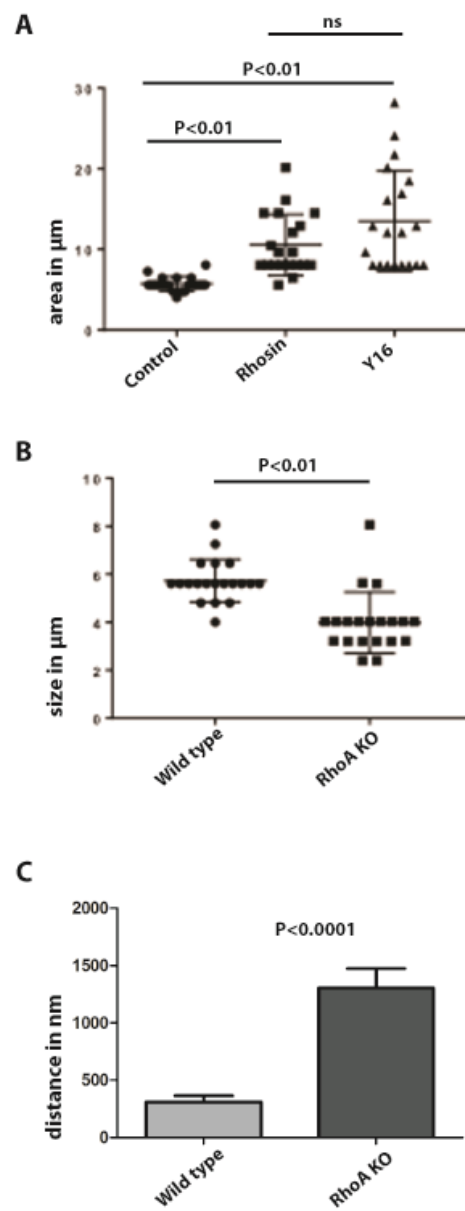 A
ns
P<0.01
P<0.01
30
20
10
0
area in μm
Control
Rhosin
Y16
B
P<0.01
10
8
6
4
2
0
size in μm
Wild type
RhoA KO
C
P<0.0001
2000
1500
1000
500
0
distance in nm
Wild type
RhoA KO